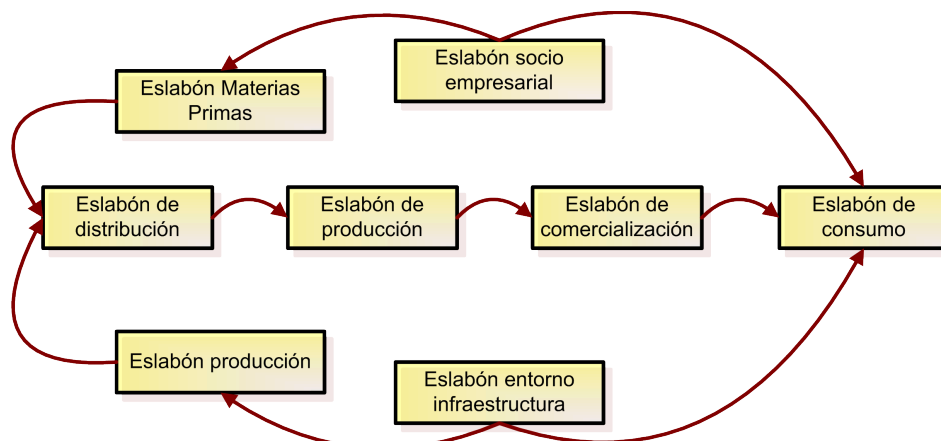 Eslabón socio
empresarial
Eslabón Materias
Primas
Eslabón de
distribución
Eslabón de
producción
Eslabón de
comercialización
Eslabón de
consumo
Eslabón producción
Eslabón entorno
infraestructura